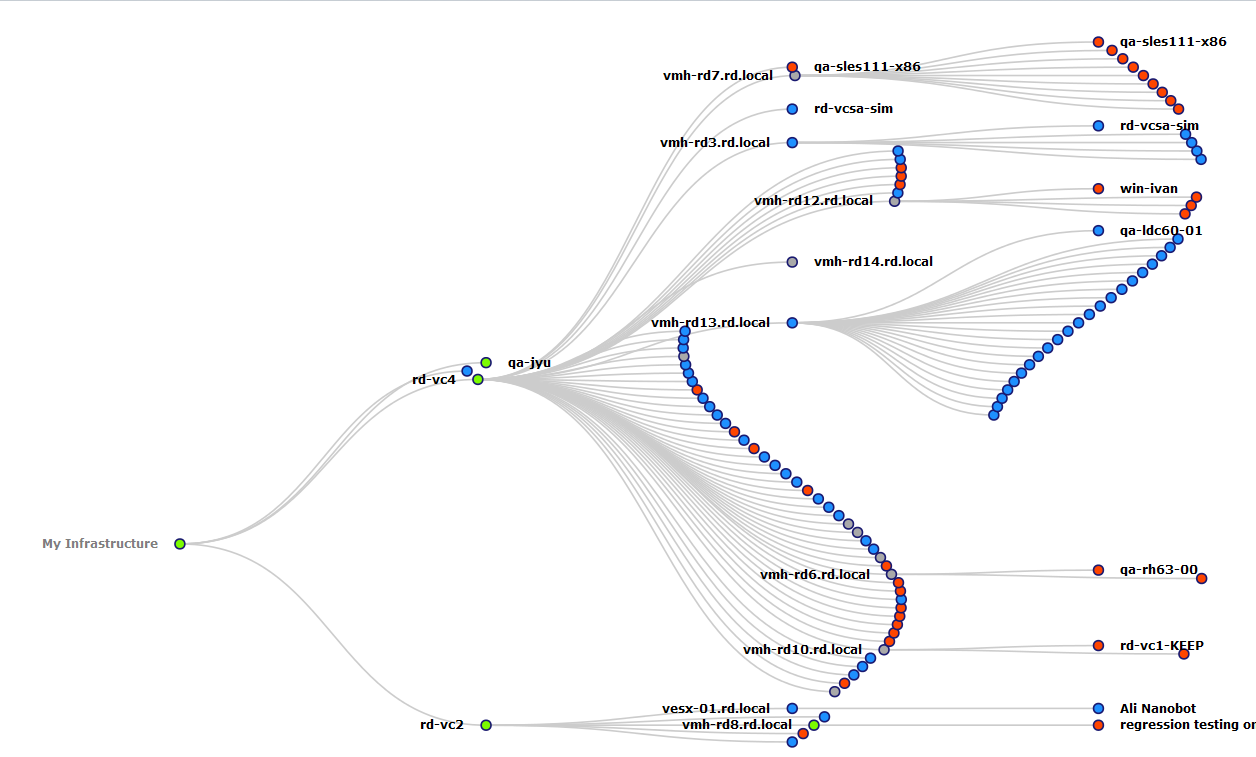 qa-sles111-x86
qa-sles111-x86
vmh-rd7.rd.local
rd-vcsa-sim
rd-vcsa-sim
vmh-rd3.rd.local
win-ivan
vmh-rd12.rd.local
qa-ldc60-01
vmh-rd14.rd.local
vmh-rd13.rd.local
qa-jyu
rd-vc4
My Infrastructure
qa-rh63-00
vmh-rd6.rd.local
rd-vc1-KEEP
vmh-rd10.rd.local
vesx-01.rd.local
Ali Nanobot
rd-vc2
vmh-rd8.rd.local
regression testing or